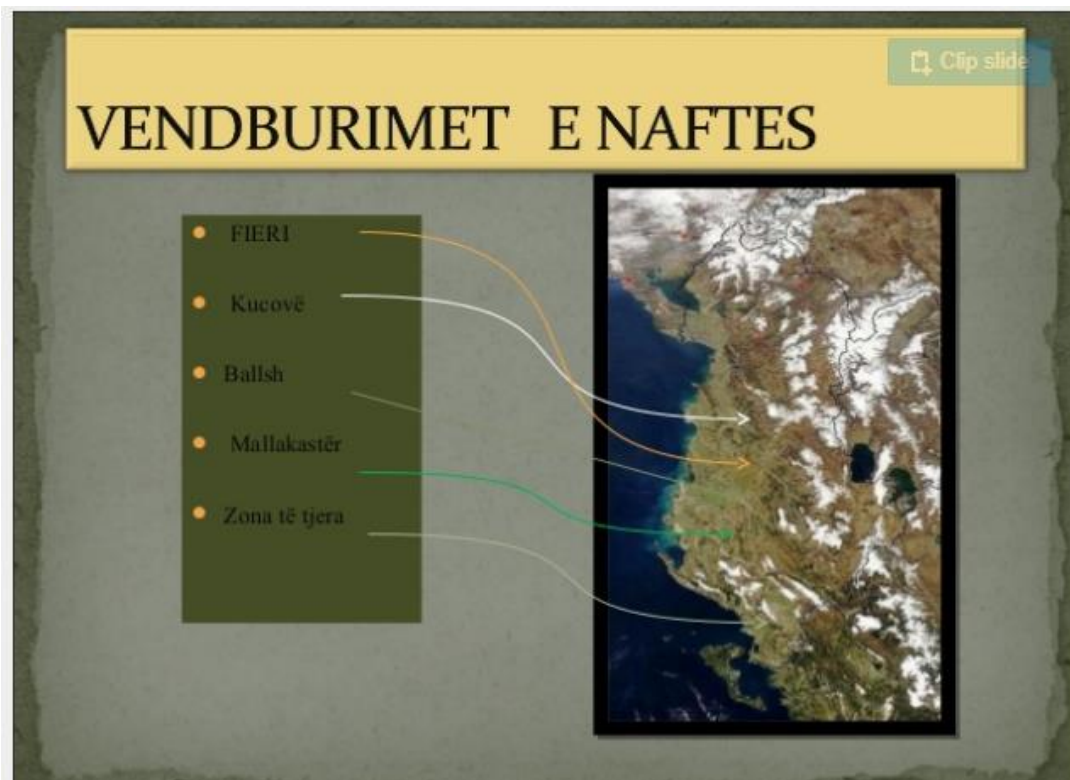 Clip slide
VENDBURIMET E NAFTES
FIERI
Kucovë
Ballsh
Mallakastër
Zona të tjera